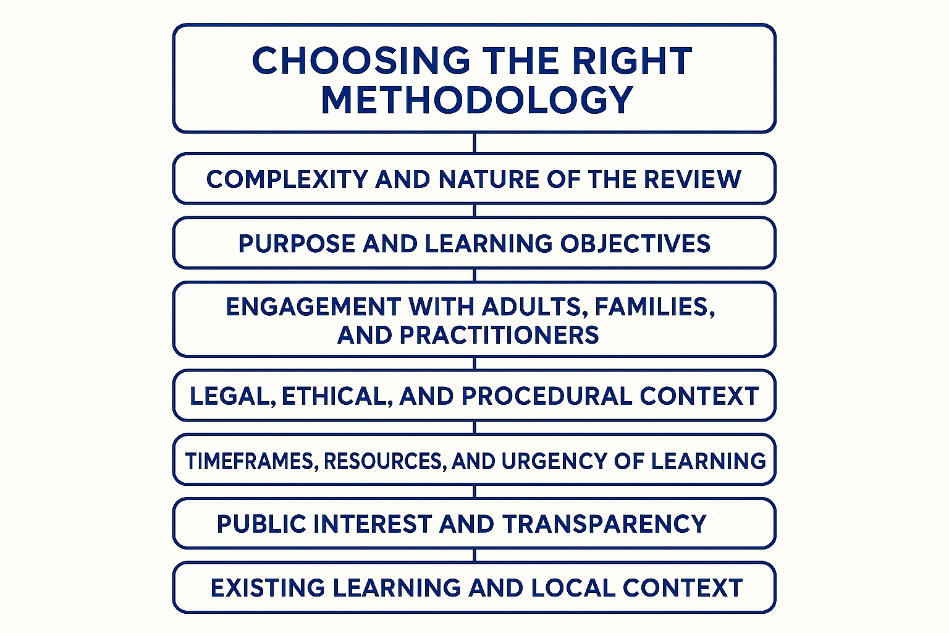 CHOOSING THE RIGHT
METHODOLOGY
COMPLEXITY AND NATURE OF THE REVIEW
PURPOSE AND LEARNING OBJECTIVES
ENGAGEMENT WITH ADULTS, FAMILIES,
AND PRACTITIONERS
LEGAL, ETHICAL, AND PROCEDURAL CONTEXT
TIMEFRAMES, RESOURCES, AND URGENCY OF LEARNING
PUBLIC INTEREST AND TRANSPARENCY
EXISTING LEARNING AND LOCAL CONTEXT